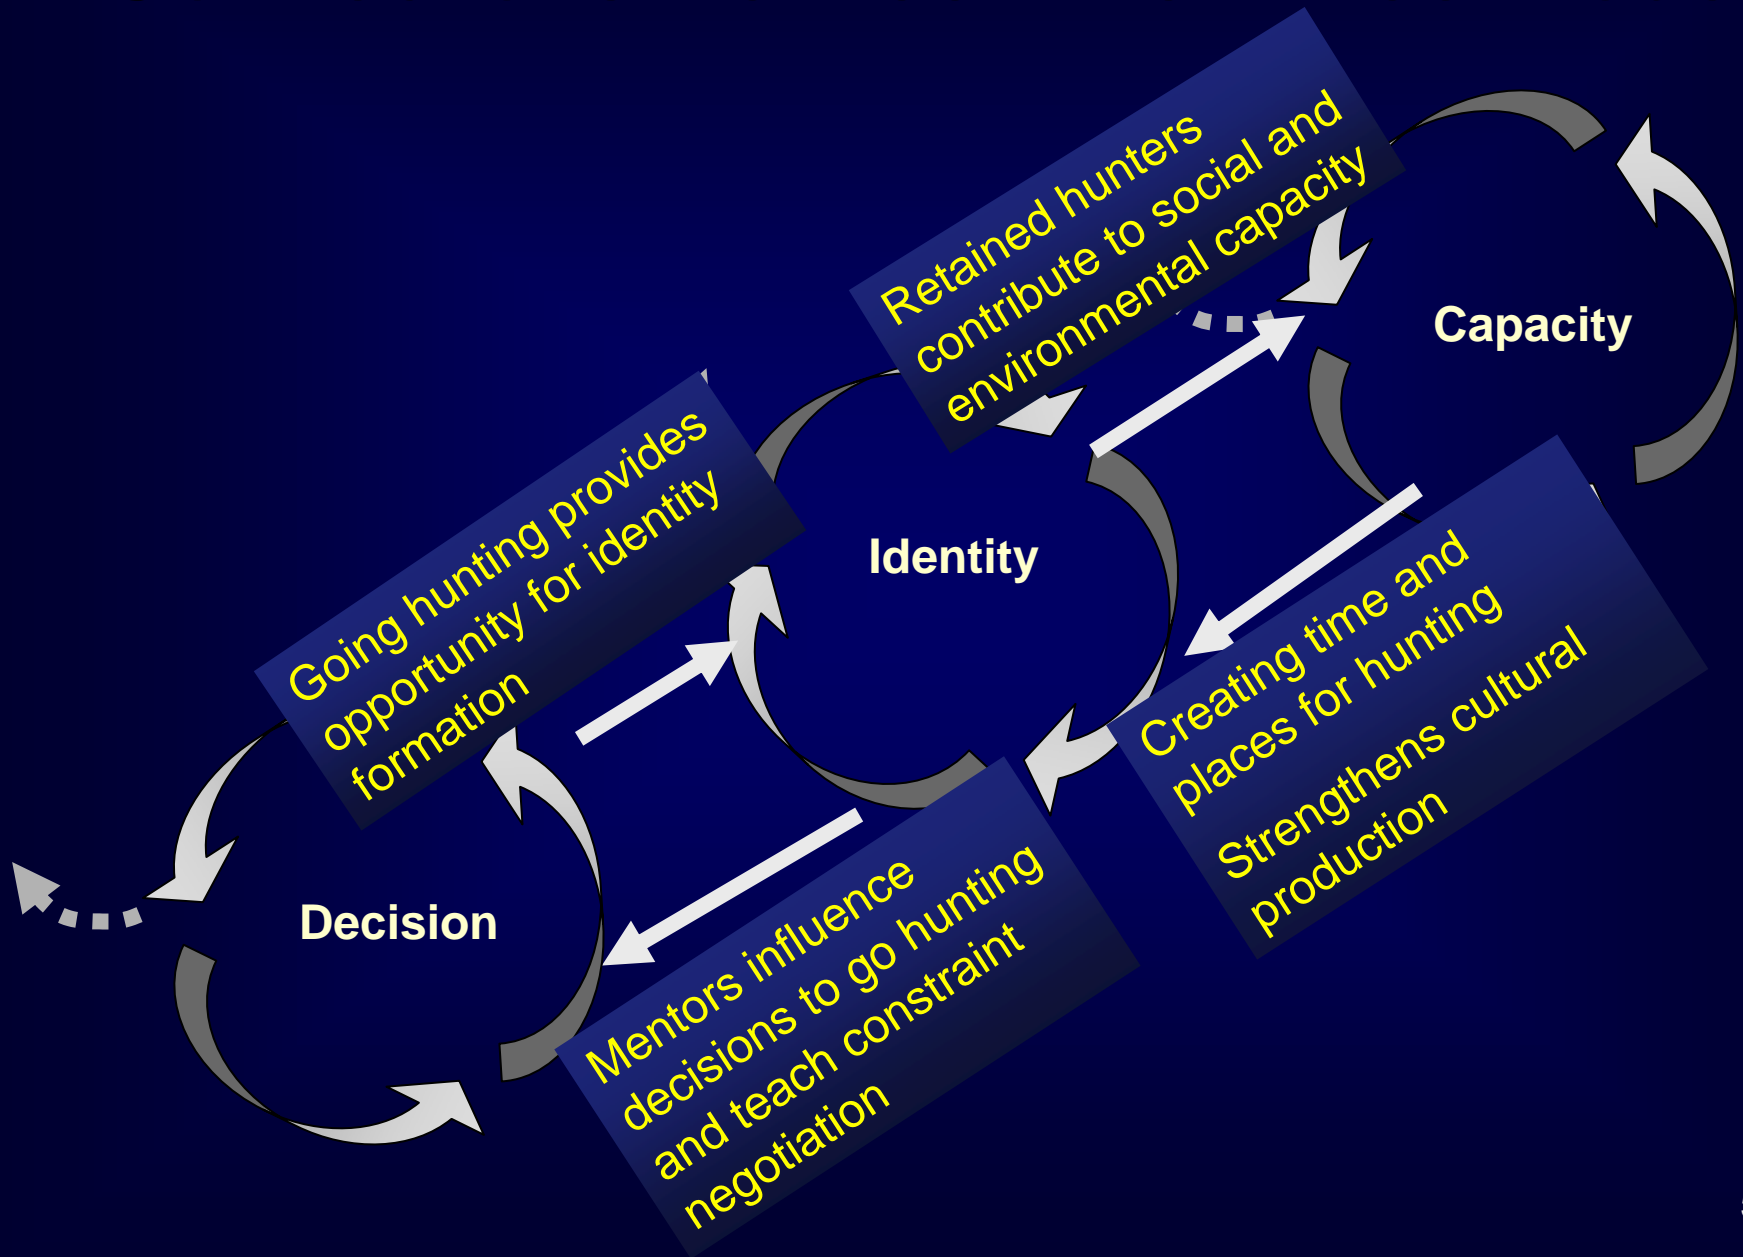 Retained hunters
contribute to social and
environmental capacity
Capacity
Going hunting provides
opportunity for identity
formation
Identity
Creating time and
places for hunting
Strengthens cultural
production
Decision
Mentors influence
decisions to go hunting
and teach constraint
negotiation